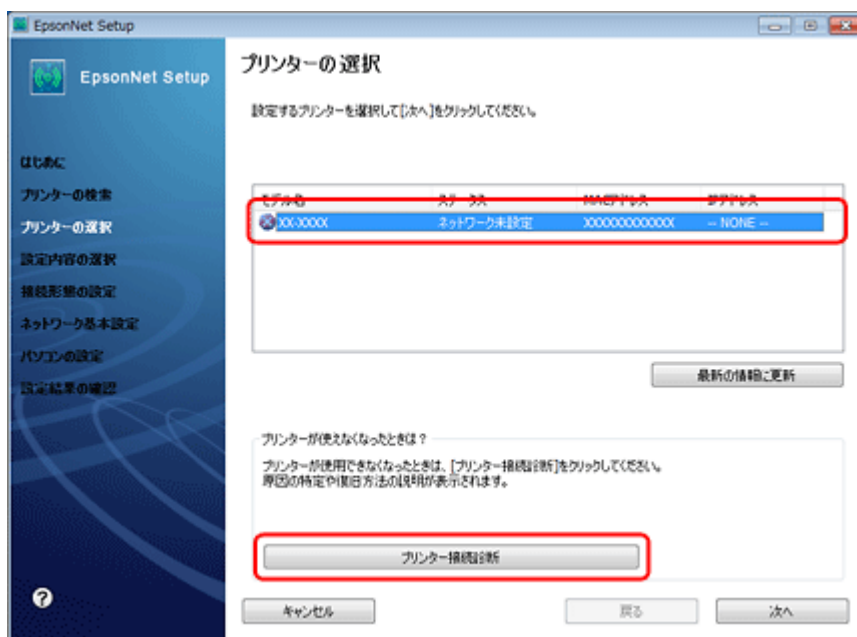 EpsonNet Setup
EpsonNet Setup
はじめに
プリンターの検索
プリンターの選択
設定内容の選択
接続形態の設定
ネットワーク基本設定
パソコンの設定
設定結果の確認
プリンターの選択
設定するプリンターを選択して[次へ]をクリックしてください。
モデル名 ステータス MACアドレス IPアドレス
XX-XXXX ネットワーク未設定 XXXXXXXXXXXX -- NONE --
最新の情報に更新
プリンターが使えなくなったときは?
プリンターが使用できなくなったときは、[プリンター接続診断]をクリックしてください。
原因の特定や復旧方法の説明が表示されます。
プリンター接続診断
?
キャンセル 戻る 次へ